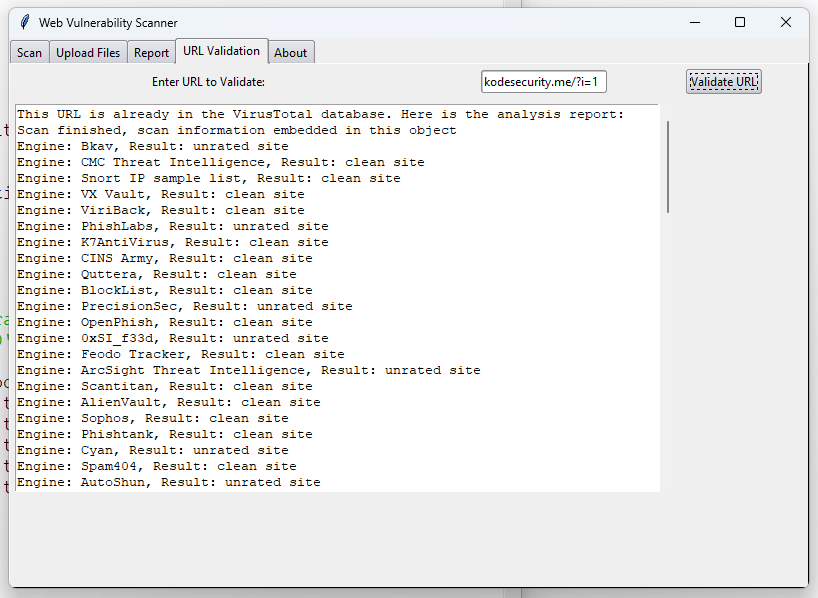 Web Vulnerability Scanner
Scan Upload Files Report URL Validation About
Enter URL to Validate: kodesecurity.me/?i=1 Validate URL
This URL is already in the VirusTotal database. Here is the analysis report:
Scan finished, scan information embedded in this object
Engine: Bkav, Result: unrated site
Engine: CMC Threat Intelligence, Result: clean site
Engine: Snort IP sample list, Result: clean site
Engine: VX Vault, Result: clean site
Engine: ViriBack, Result: clean site
Engine: PhishLabs, Result: unrated site
Engine: K7AntiVirus, Result: clean site
Engine: CINS Army, Result: clean site
Engine: Quttera, Result: clean site
Engine: BlockList, Result: clean site
Engine: PrecisionSec, Result: unrated site
Engine: OpenPhish, Result: clean site
Engine: 0xSI_f33d, Result: unrated site
Engine: Feodo Tracker, Result: clean site
Engine: ArcSight Threat Intelligence, Result: unrated site
Engine: Scantitan, Result: clean site
Engine: AlienVault, Result: clean site
Engine: Sophos, Result: clean site
Engine: Phishtank, Result: clean site
Engine: Cyan, Result: unrated site
Engine: Spam404, Result: clean site
Engine: AutoShun, Result: unrated site